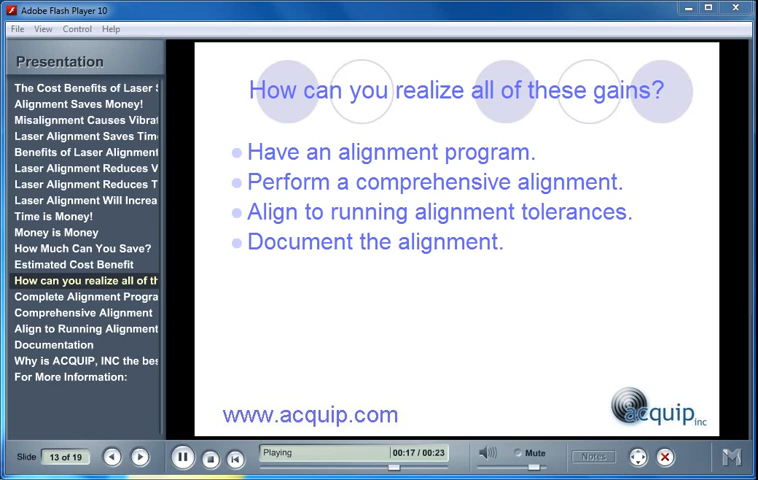 Adobe Flash Player 10
File View Control Help
Presentation
The Cost Benefits of Laser
Alignment Saves Money!
Misalignment Causes Vibrat
Laser Alignment Saves Time
Benefits of Laser Alignment
Laser Alignment Reduces V
Laser Alignment Reduces T
Laser Alignment Will Increa
Time is Money!
Money is Money
How Much Can You Save?
Estimated Cost Benefit
How can you realize all of th
Complete Alignment Progra
Comprehensive Alignment
Align to Running Alignment
Documentation
Why is ACQUIP, INC the bes
For More Information:
How can you realize all of these gains?
Have an alignment program.
Perform a comprehensive alignment.
Align to running alignment tolerances.
Document the alignment.
www.acquip.com
acquip inc
Slide 13 of 19
Playing 00:17 / 00:23
Mute
Notes